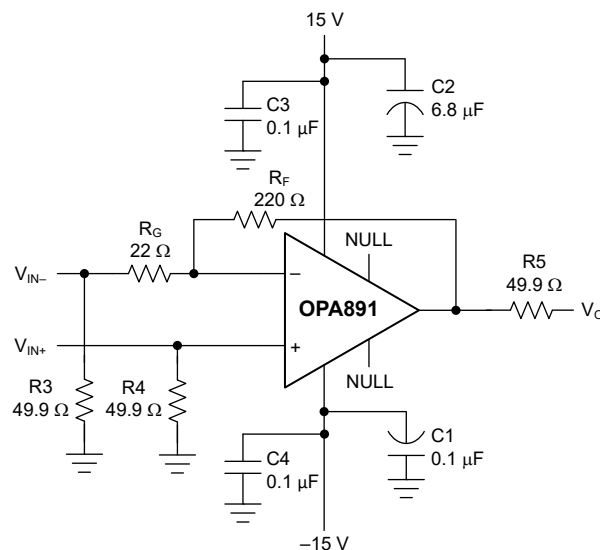 15 V
C2
6.8 μF
C3
0.1 μF
R_F
220 Ω
R_G
22 Ω
NULL
V_IN–
–
OPA891
R5
49.9 Ω
V_O
V_IN+
+
NULL
R3
49.9 Ω
R4
49.9 Ω
C1
0.1 μF
C4
0.1 μF
–15 V